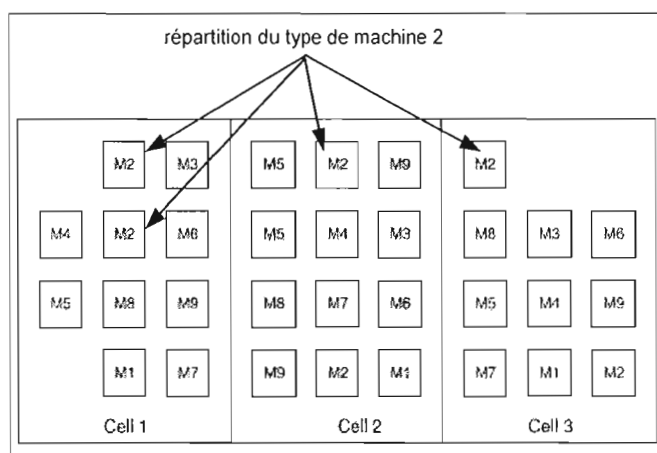 répartition du type de machine 2
M2 M3 M5 M2 M9 M2
M4 M2 M6 M5 M4 M3 M8 M3 M6
M5 M8 M9 M8 M7 M6 M5 M4 M9
M1 M7 M9 M2 M1 M7 M1 M2
Cell 1 Cell 2 Cell 3